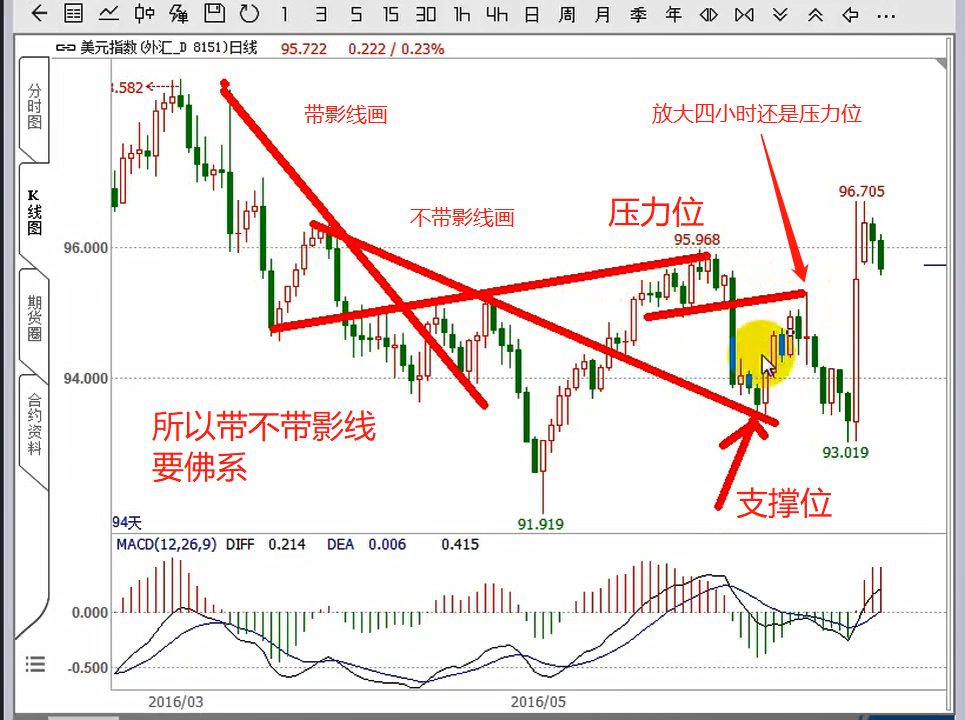 1 3 5 15 30 1h 4h 日 周 月 季 年 ...
美元指数(外汇_D 8151)日线 95.722 0.222 / 0.23%
分时图
K线图
期货圈
合约资料
.582
带影线画
放大四小时还是压力位
不带影线画
压力位
96.705
95.968
96.000
94.000
所以带不带影线
要佛系
93.019
支撑位
91.919
94天
MACD(12,26,9) DIFF 0.214 DEA 0.006 0.415
0.000
-0.500
2016/03 2016/05